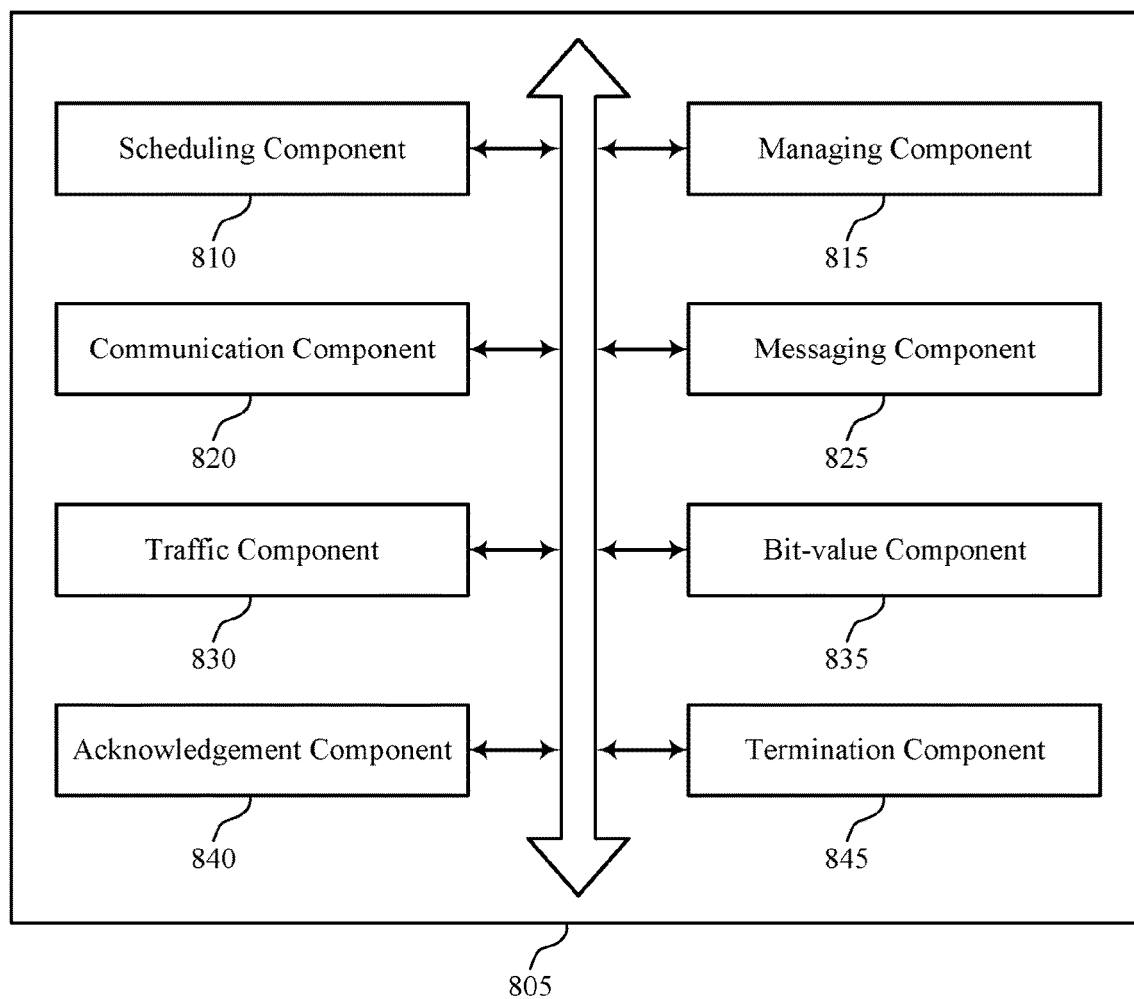 Scheduling Component
Managing Component
810
815
Communication Component
Messaging Component
820
825
Traffic Component
Bit-value Component
830
835
Acknowledgement Component
Termination Component
840
845
805